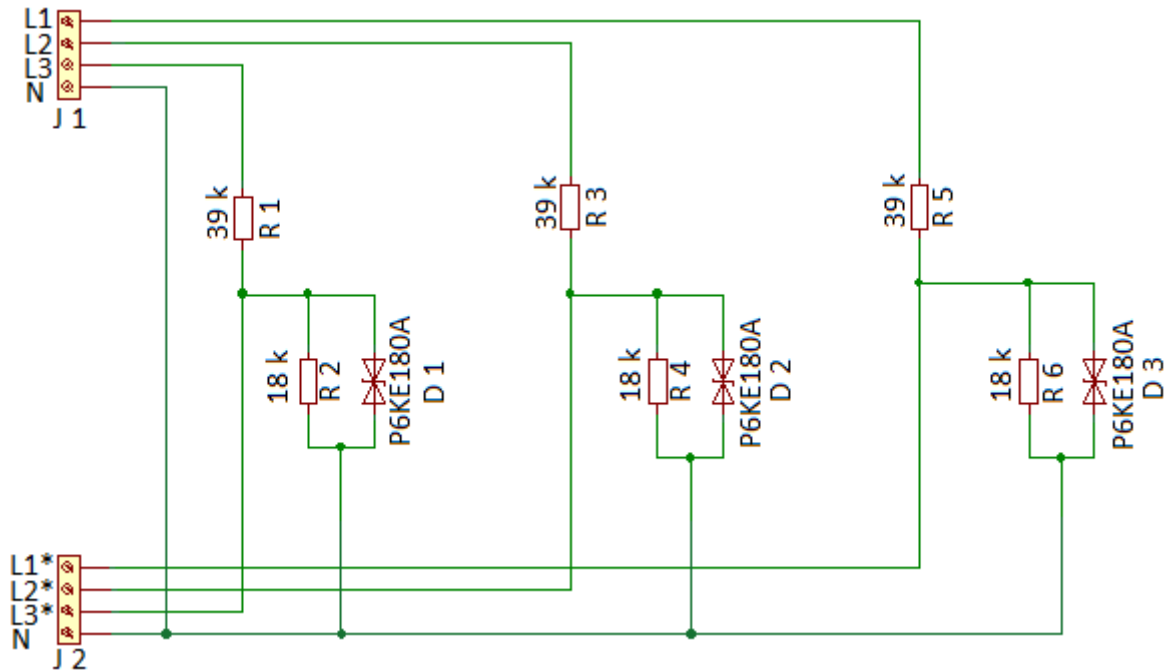 L1
L2
L3
N
J 1
39 k
R 1
39 k
R 3
39 k
R 5
18 k
R 2
P6KE180A
D 1
18 k
R 4
P6KE180A
D 2
18 k
R 6
P6KE180A
D 3
L1*
L2*
L3*
N
J 2